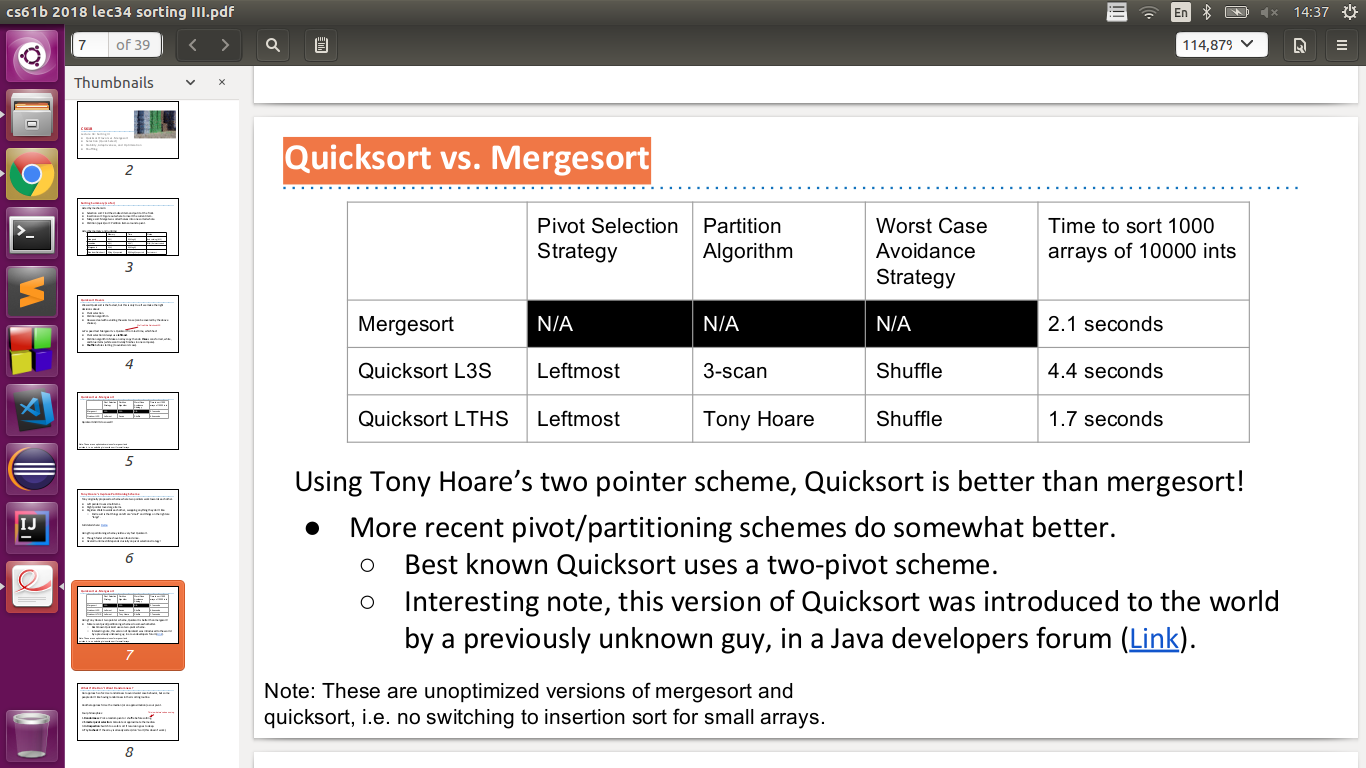 cs61b 2018 lec34 sorting III.pdf
En
14:37
7
of 39
114,87%
Thumbnails
2
3
4
5
6
7
8
Quicksort vs. Mergesort
Pivot Selection Strategy
Partition Algorithm
Worst Case Avoidance Strategy
Time to sort 1000 arrays of 10000 ints
Mergesort N/A N/A N/A 2.1 seconds
Quicksort L3S Leftmost 3-scan Shuffle 4.4 seconds
Quicksort LTHS Leftmost Tony Hoare Shuffle 1.7 seconds
Using Tony Hoare’s two pointer scheme, Quicksort is better than mergesort!
● More recent pivot/partitioning schemes do somewhat better.
○ Best known Quicksort uses a two-pivot scheme.
○ Interesting note, this version of Quicksort was introduced to the world
by a previously unknown guy, in a Java developers forum (Link).
Note: These are unoptimized versions of mergesort and
quicksort, i.e. no switching to insertion sort for small arrays.